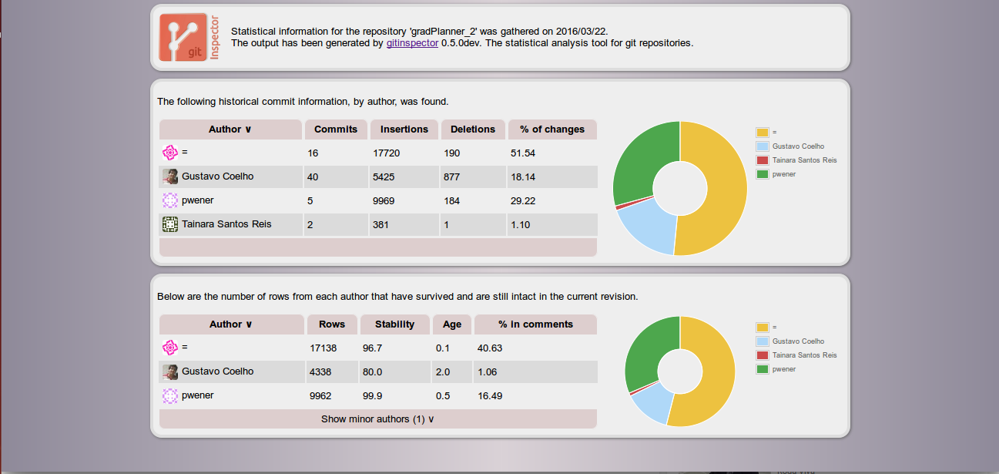 git
Inspector
Statistical information for the repository 'gradPlanner_2' was gathered on 2016/03/22.
The output has been generated by gitinspector 0.5.0dev. The statistical analysis tool for git repositories.
The following historical commit information, by author, was found.
Author ∨ Commits Insertions Deletions % of changes
= 16 17720 190 51.54
Gustavo Coelho 40 5425 877 18.14
pwener 5 9969 184 29.22
Tainara Santos Reis 2 381 1 1.10
=
Gustavo Coelho
Tainara Santos Reis
pwener
Below are the number of rows from each author that have survived and are still intact in the current revision.
Author ∨ Rows Stability Age % in comments
= 17138 96.7 0.1 40.63
Gustavo Coelho 4338 80.0 2.0 1.06
pwener 9962 99.9 0.5 16.49
Show minor authors (1) ∨
=
Gustavo Coelho
Tainara Santos Reis
pwener